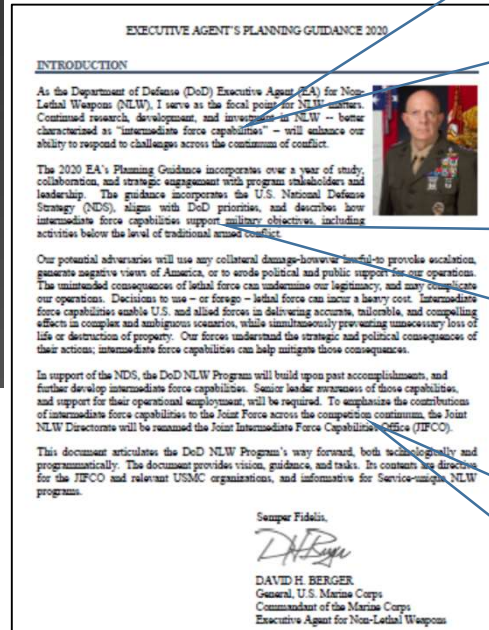 EXECUTIVE AGENT'S PLANNING GUIDANCE 2020
INTRODUCTION
As the Department of Defense (DoD) Executive Agent (EA) for Non-
Lethal Weapons (NLW), I serve as the focal point for NLW matters.
Continued research, development, and investment in NLW -- better
characterized as "intermediate force capabilities" – will enhance our
ability to respond to challenges across the continuum of conflict.
The 2020 EA's Planning Guidance incorporates over a year of study,
collaboration, and strategic engagement with program stakeholders and
leadership. The guidance incorporates the U.S. National Defense
Strategy (NDS), aligns with DoD priorities, and describes how
intermediate force capabilities support military objectives, including
activities below the level of traditional armed conflict.
Our potential adversaries will use any collateral damage-however lawful-to provoke escalation,
generate negative views of America, or to erode political and public support for our operations.
The unintended consequences of lethal force can undermine our legitimacy, and may complicate
our operations. Decisions to use – or forego – lethal force can incur a heavy cost. Intermediate
force capabilities enable U.S. and allied forces in delivering accurate, tailorable, and compelling
effects in complex and ambiguous scenarios, while simultaneously preventing unnecessary loss of
life or destruction of property. Our forces understand the strategic and political consequences of
their actions; intermediate force capabilities can help mitigate those consequences.
In support of the NDS, the DoD NLW Program will build upon past accomplishments, and
further develop intermediate force capabilities. Senior leader awareness of those capabilities,
and support for their operational employment, will be required. To emphasize the contributions
of intermediate force capabilities to the Joint Force across the competition continuum, the Joint
NLW Directorate will be renamed the Joint Intermediate Force Capabilities Office (JIFCO).
This document articulates the DoD NLW Program's way forward, both technologically and
programmatically. The document provides vision, guidance, and tasks. Its contents are directive
for the JIFCO and relevant USMC organizations, and informative for Service-unique NLW
programs.
Semper Fidelis,
DAVID H. BERGER
General, U.S. Marine Corps
Commandant of the Marine Corps
Executive Agent for Non-Lethal Weapons